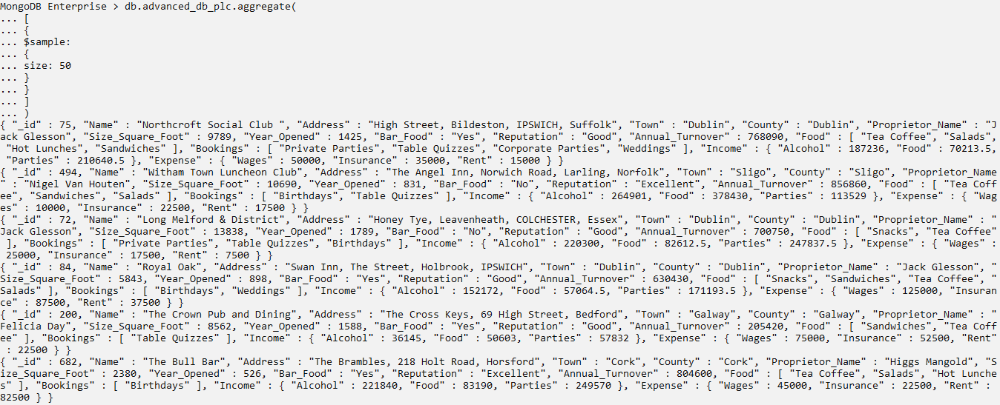 MongoDB Enterprise > db.advanced_db_plc.aggregate(
... [
... {
... $sample:
... {
... size: 50
... }
... }
... ]
... )
{ "_id" : 75, "Name" : "Northcroft Social Club ", "Address" : "High Street, Bildeston, IPSWICH, Suffolk", "Town" : "Dublin", "County" : "Dublin", "Proprietor_Name" : "J
ack Glesson", "Size_Square_Foot" : 9789, "Year_Opened" : 1425, "Bar_Food" : "Yes", "Reputation" : "Good", "Annual_Turnover" : 768090, "Food" : [ "Tea Coffee", "Salads",
"Hot Lunches", "Sandwiches" ], "Bookings" : [ "Private Parties", "Table Quizzes", "Corporate Parties", "Weddings" ], "Income" : { "Alcohol" : 187236, "Food" : 70213.5,
"Parties" : 210640.5 }, "Expense" : { "Wages" : 50000, "Insurance" : 35000, "Rent" : 15000 } }
{ "_id" : 494, "Name" : "Witham Town Luncheon Club", "Address" : "The Angel Inn, Norwich Road, Larling, Norfolk", "Town" : "Sligo", "County" : "Sligo", "Proprietor_Name
" : "Nigel Van Houten", "Size_Square_Foot" : 10690, "Year_Opened" : 831, "Bar_Food" : "No", "Reputation" : "Excellent", "Annual_Turnover" : 856860, "Food" : [ "Tea Coff
ee", "Sandwiches", "Salads" ], "Bookings" : [ "Birthdays", "Table Quizzes" ], "Income" : { "Alcohol" : 264901, "Food" : 378430, "Parties" : 113529 }, "Expense" : { "Wag
es" : 10000, "Insurance" : 22500, "Rent" : 17500 } }
{ "_id" : 72, "Name" : "Long Melford & District", "Address" : "Honey Tye, Leavenheath, COLCHESTER, Essex", "Town" : "Dublin", "County" : "Dublin", "Proprietor_Name" : "
Jack Glesson", "Size_Square_Foot" : 13838, "Year_Opened" : 1789, "Bar_Food" : "No", "Reputation" : "Good", "Annual_Turnover" : 700750, "Food" : [ "Snacks", "Tea Coffee"
], "Bookings" : [ "Private Parties", "Table Quizzes", "Birthdays" ], "Income" : { "Alcohol" : 220300, "Food" : 82612.5, "Parties" : 247837.5 }, "Expense" : { "Wages" :
25000, "Insurance" : 17500, "Rent" : 7500 } }
{ "_id" : 84, "Name" : "Royal Oak", "Address" : "Swan Inn, The Street, Holbrook, IPSWICH", "Town" : "Dublin", "County" : "Dublin", "Proprietor_Name" : "Jack Glesson", "
Size_Square_Foot" : 5843, "Year_Opened" : 898, "Bar_Food" : "Yes", "Reputation" : "Good", "Annual_Turnover" : 630430, "Food" : [ "Snacks", "Sandwiches", "Tea Coffee", "
Salads" ], "Bookings" : [ "Birthdays", "Weddings" ], "Income" : { "Alcohol" : 152172, "Food" : 57064.5, "Parties" : 171193.5 }, "Expense" : { "Wages" : 125000, "Insuran
ce" : 87500, "Rent" : 37500 } }
{ "_id" : 200, "Name" : "The Crown Pub and Dining", "Address" : "The Cross Keys, 69 High Street, Bedford", "Town" : "Galway", "County" : "Galway", "Proprietor_Name" : "
Felicia Day", "Size_Square_Foot" : 8562, "Year_Opened" : 1588, "Bar_Food" : "Yes", "Reputation" : "Good", "Annual_Turnover" : 205420, "Food" : [ "Sandwiches", "Tea Coff
ee" ], "Bookings" : [ "Table Quizzes" ], "Income" : { "Alcohol" : 36145, "Food" : 50603, "Parties" : 57832 }, "Expense" : { "Wages" : 75000, "Insurance" : 52500, "Rent"
: 22500 } }
{ "_id" : 682, "Name" : "The Bull Bar", "Address" : "The Brambles, 218 Holt Road, Horsford", "Town" : "Cork", "County" : "Cork", "Proprietor_Name" : "Higgs Mangold", "S
ize_Square_Foot" : 2380, "Year_Opened" : 526, "Bar_Food" : "Yes", "Reputation" : "Excellent", "Annual_Turnover" : 804600, "Food" : [ "Tea Coffee", "Salads", "Hot Lunche
s" ], "Bookings" : [ "Birthdays" ], "Income" : { "Alcohol" : 221840, "Food" : 83190, "Parties" : 249570 }, "Expense" : { "Wages" : 45000, "Insurance" : 22500, "Rent" :
82500 } }